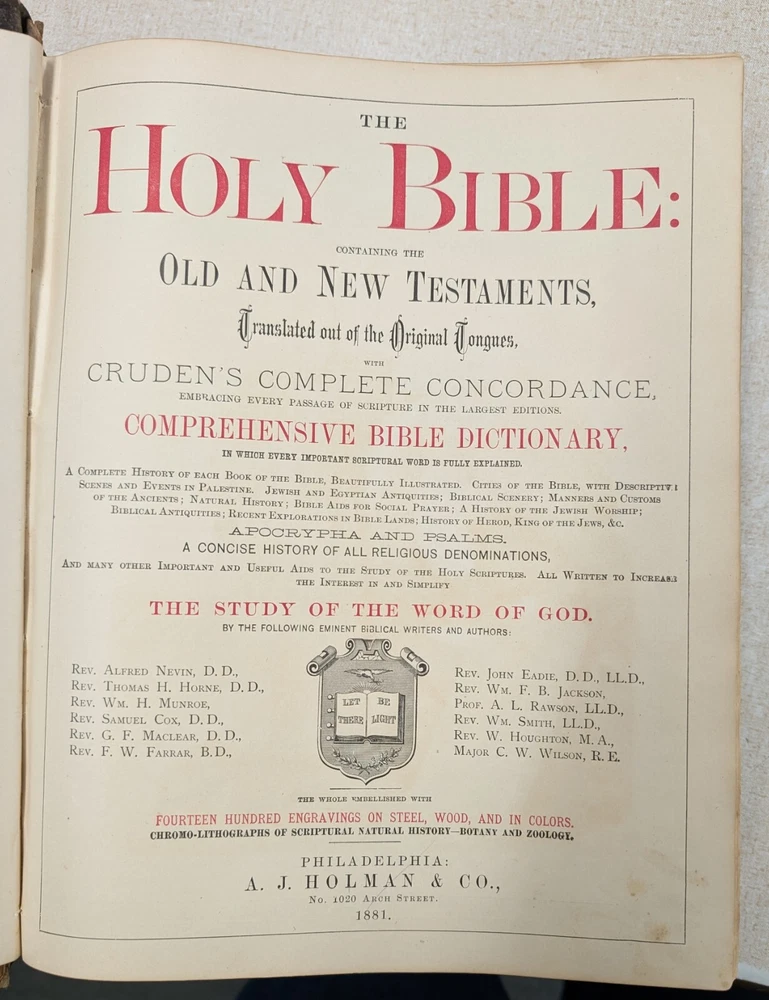 THE
HOLY BIBLE:
CONTAINING THE
OLD AND NEW TESTAMENTS,
Translated out of the Original Tongues,
WITH
CRUDEN'S COMPLETE CONCORDANCE,
EMBRACING EVERY PASSAGE OF SCRIPTURE IN THE LARGEST EDITIONS.
COMPREHENSIVE BIBLE DICTIONARY,
IN WHICH EVERY IMPORTANT SCRIPTURAL WORD IS FULLY EXPLAINED.
A COMPLETE HISTORY OF EACH BOOK OF THE BIBLE, BEAUTIFULLY ILLUSTRATED. CITIES OF THE BIBLE, WITH DESCRIPTIVE
SCENES AND EVENTS IN PALESTINE. JEWISH AND EGYPTIAN ANTIQUITIES; BIBLICAL SCENERY; MANNERS AND CUSTOMS
OF THE ANCIENTS; NATURAL HISTORY; BIBLE AIDS FOR SOCIAL PRAYER; A HISTORY OF THE JEWISH WORSHIP;
BIBLICAL ANTIQUITIES; RECENT EXPLORATIONS IN BIBLE LANDS; HISTORY OF HEROD, KING OF THE JEWS, &C.
APOCRYPHA AND PSALMS.
A CONCISE HISTORY OF ALL RELIGIOUS DENOMINATIONS,
AND MANY OTHER IMPORTANT AND USEFUL AIDS TO THE STUDY OF THE HOLY SCRIPTURES. ALL WRITTEN TO INCREASE
THE INTEREST IN AND SIMPLIFY
THE STUDY OF THE WORD OF GOD.
BY THE FOLLOWING EMINENT BIBLICAL WRITERS AND AUTHORS:
REV. ALFRED NEVIN, D. D.,
REV. THOMAS H. HORNE, D. D.,
REV. WM. H. MUNROE,
REV. SAMUEL COX, D. D.,
REV. G. F. MACLEAR, D. D.,
REV. F. W. FARRAR, B.D.,
LET THERE
BE LIGHT
REV. JOHN EADIE, D. D., LL.D.,
REV. WM. F. B. JACKSON,
PROF. A. L. RAWSON, LL.D.,
REV. WM. SMITH, LL.D.,
REV. W. HOUGHTON, M. A.,
MAJOR C. W. WILSON, R. E.
THE WHOLE EMBELLISHED WITH
FOURTEEN HUNDRED ENGRAVINGS ON STEEL, WOOD, AND IN COLORS.
CHROMO-LITHOGRAPHS OF SCRIPTURAL NATURAL HISTORY—BOTANY AND ZOOLOGY.
PHILADELPHIA:
A. J. HOLMAN & CO.,
NO. 1020 ARCH STREET.
1881.